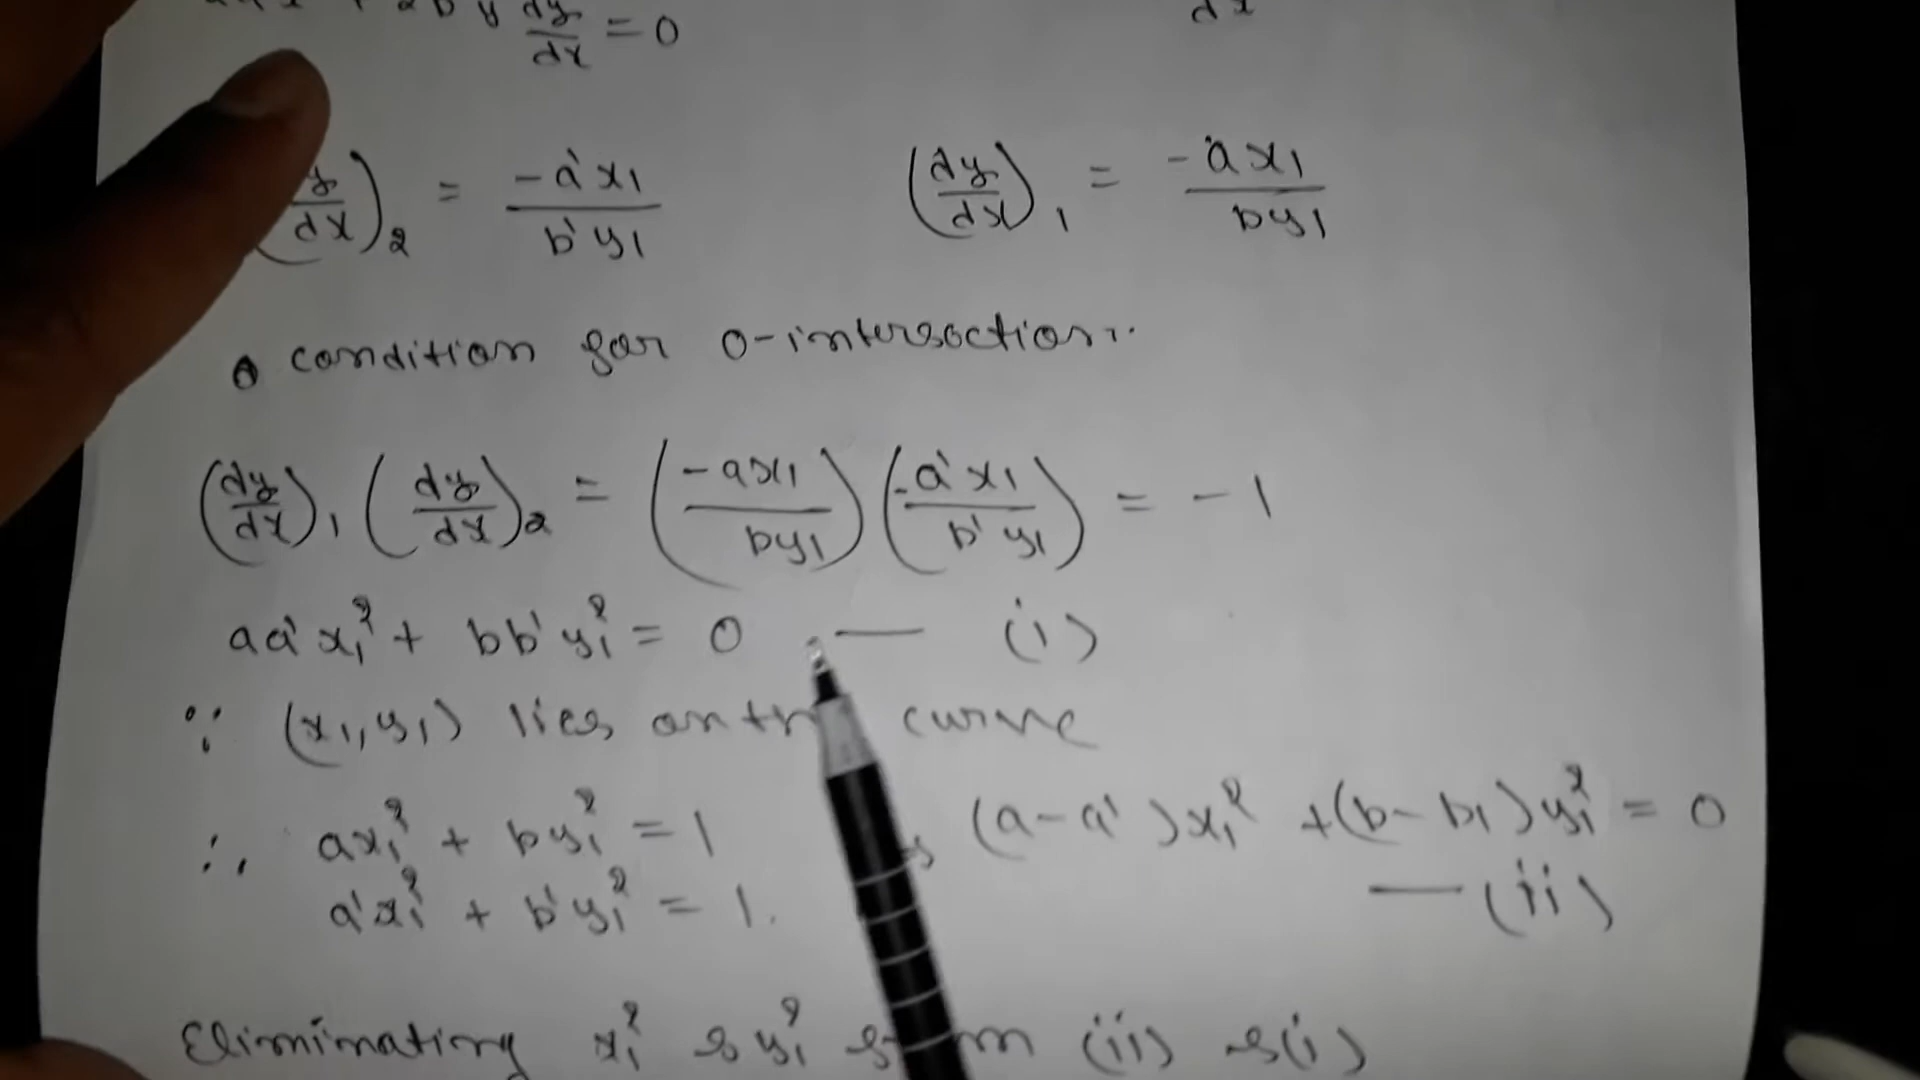 y dy/dx = 0
dx
dy/dx)₂ = -a'x₁/b'y₁ (dy/dx)₁ = -ax₁/by₁
condition for o-intersection..
(dy/dx)₁ (dy/dx)₂ = (-ax₁/by₁)(-a'x₁/b'y₁) = -1
aa'x₁² + bb'y₁² = 0 — (i)
∵ (x₁,y₁) lies on the curve
∴ ax₁² + by₁² = 1 (a-a')x₁² + (b-b₁)y₁² = 0
a'x₁² + b'y₁² = 1. — (ii)
Eliminating x₁² & y₁² from (ii) & (i)